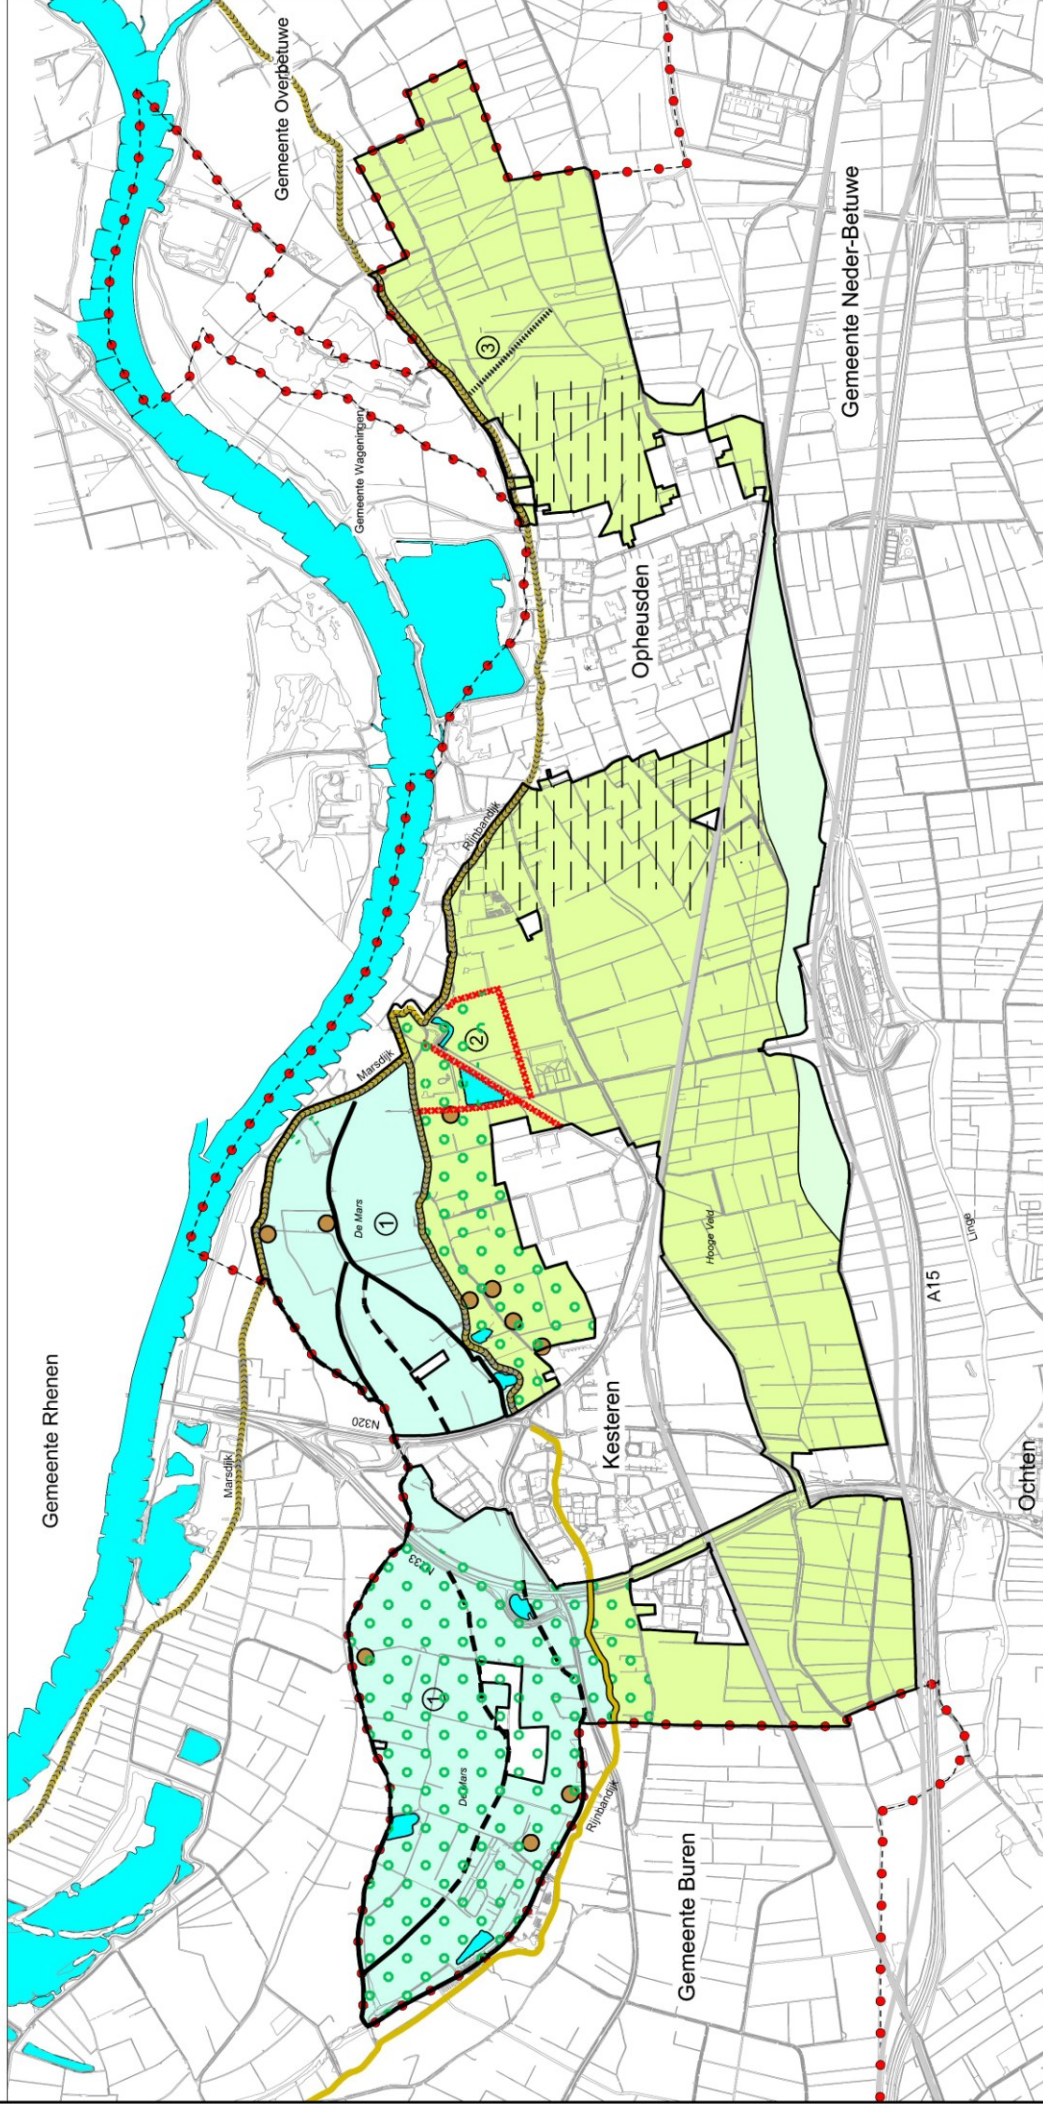 Gemeente Rhenen
Gemeente Overbetuwe
Gemeente Wageningen
Gemeente Neder-Betuwe
Gemeente Buren
Opheusden
Kesteren
Ochten
Marsdijk
Marsdijk
Rijnbandijk
Rijnbandijk
De Mars
De Mars
Hooge Veld
Linge
A15
N320
N233
1
1
2
3